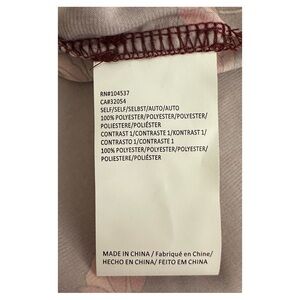 RN#104537
CA#32054
SELF/SELF/SELBST/AUTO/AUTO
100% POLYESTER/POLYESTER/POLYESTER/
POLIESTERE/POLIÉSTER
CONTRAST 1/CONTRASTE 1/KONTRAST 1/
CONTRASTO 1/CONTRASTE 1
100% POLYESTER/POLYESTER/POLYESTER/
POLIESTERE/POLIÉSTER
MADE IN CHINA / Fabriqué en Chine/
HECHO EN CHINA/ FEITO EM CHINA